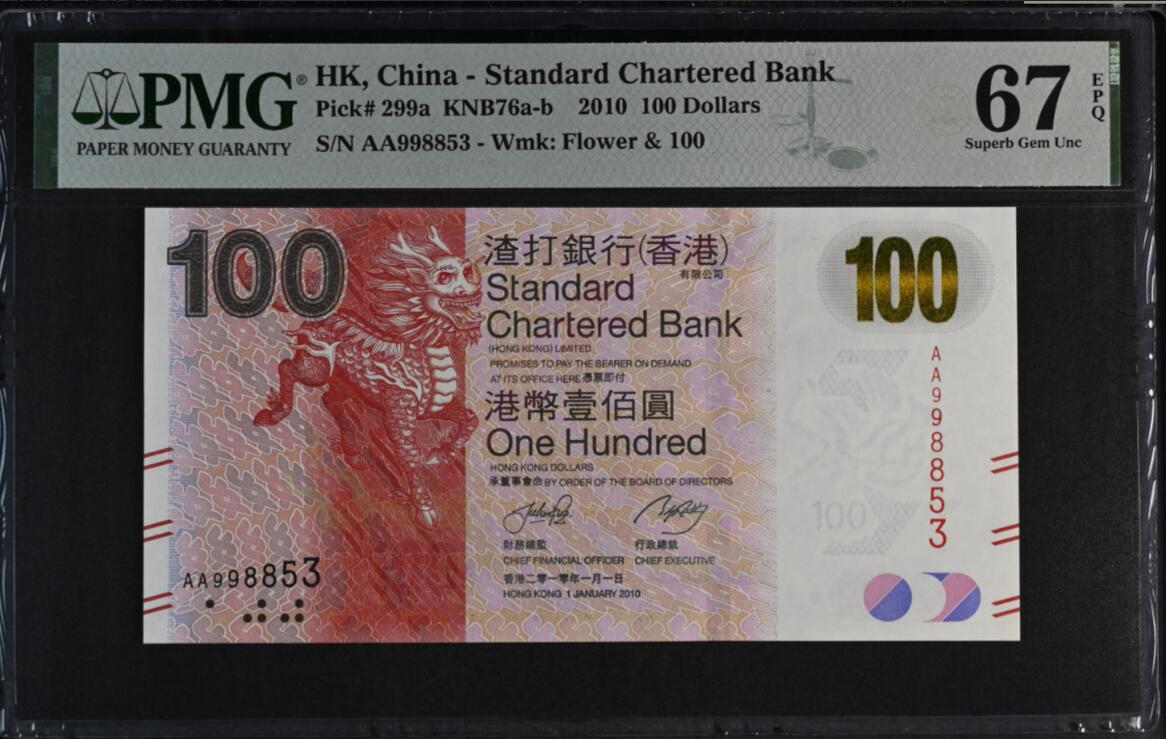 PMG®
PAPER MONEY GUARANTY
HK, China - Standard Chartered Bank
Pick# 299a KNB76a-b 2010 100 Dollars
S/N AA998853 - Wmk: Flower & 100
67
EPQ
Superb Gem Unc
100
渣打銀行(香港)
有限公司
Standard
Chartered Bank
(HONG KONG) LIMITED
PROMISES TO PAY THE BEARER ON DEMAND
AT ITS OFFICE HERE 憑票即付
港幣壹佰圓
One Hundred
HONG KONG DOLLARS
承董事會命 BY ORDER OF THE BOARD OF DIRECTORS
財務總監 行政總裁
CHIEF FINANCIAL OFFICER CHIEF EXECUTIVE
香港二零一零年一月一日
HONG KONG 1 JANUARY 2010
AA998853
100
AA998853
100